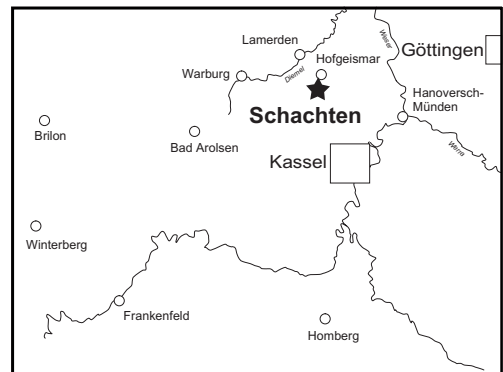 Lamerden
Weser
Göttingen
Hofgeismar
Warburg
Diemel
Hanoversch-
Münden
Schachten
Brilon
Bad Arolsen
Kassel
Werra
Winterberg
Frankenfeld
Homberg